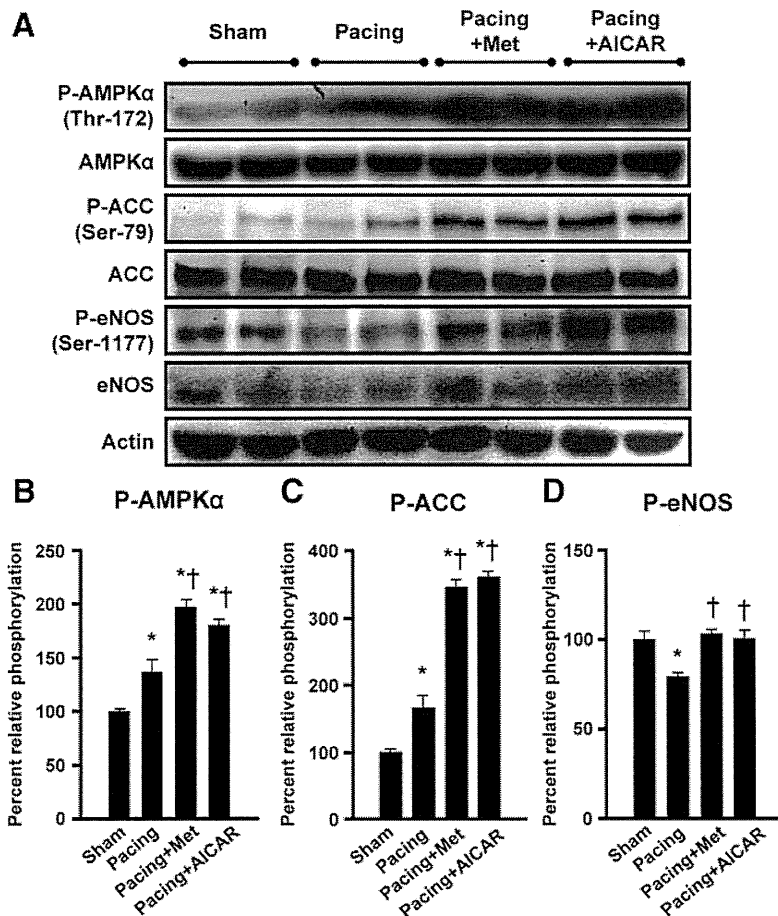 A
Sham
Pacing
Pacing
+Met
Pacing
+AICAR
P-AMPKα
(Thr-172)
AMPKα
P-ACC
(Ser-79)
ACC
P-eNOS
(Ser-1177)
eNOS
Actin
B
P-AMPKα
Percent relative phosphorylation
250
200
150
100
50
0
*
*†
*†
Sham
Pacing
Pacing+Met
Pacing+AICAR
C
P-ACC
Percent relative phosphorylation
400
300
200
100
0
*
*†
*†
Sham
Pacing
Pacing+Met
Pacing+AICAR
D
P-eNOS
Percent relative phosphorylation
150
100
50
0
*
†
†
Sham
Pacing
Pacing+Met
Pacing+AICAR